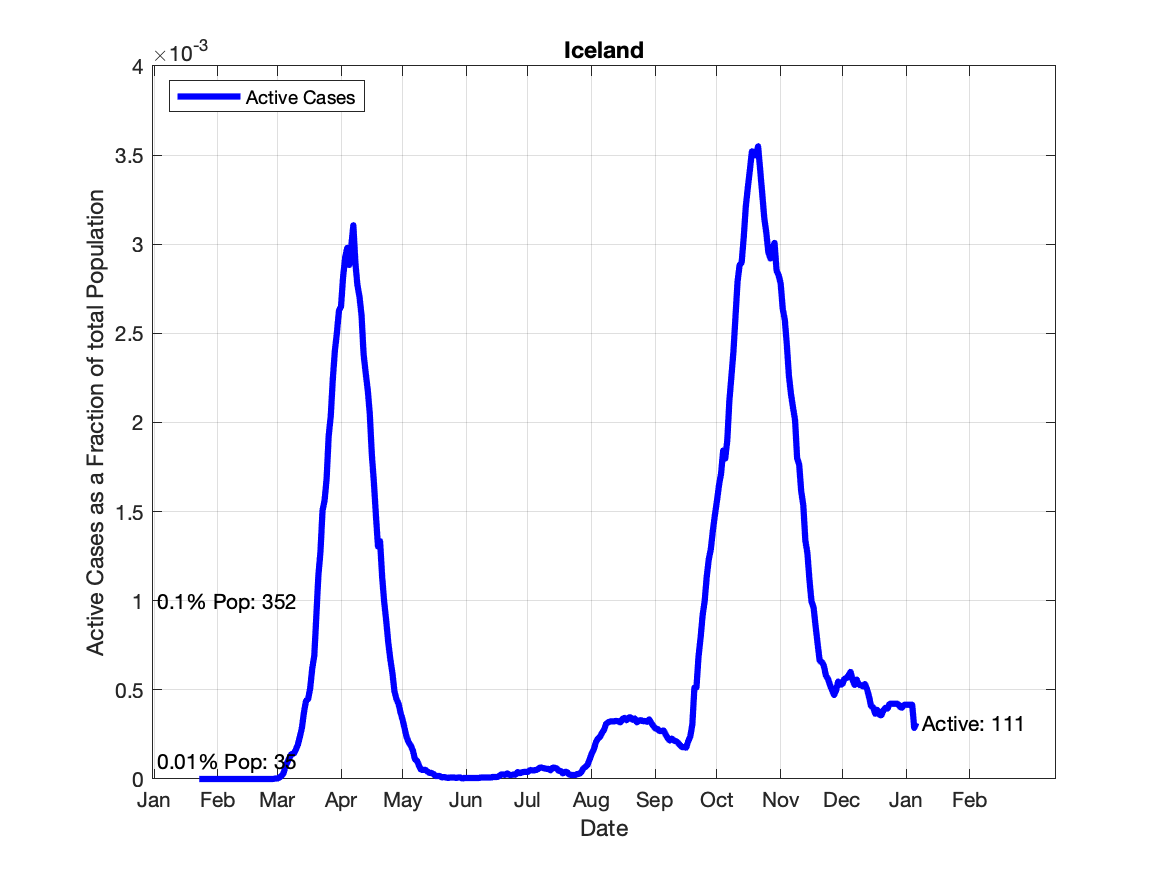 Iceland
×10-3
4
3.5
3
2.5
2
1.5
1
0.5
0
Active Cases as a Fraction of total Population
Active Cases
0.1% Pop: 352
0.01% Pop: 35
Active: 111
Jan Feb Mar Apr May Jun Jul Aug Sep Oct Nov Dec Jan Feb
Date